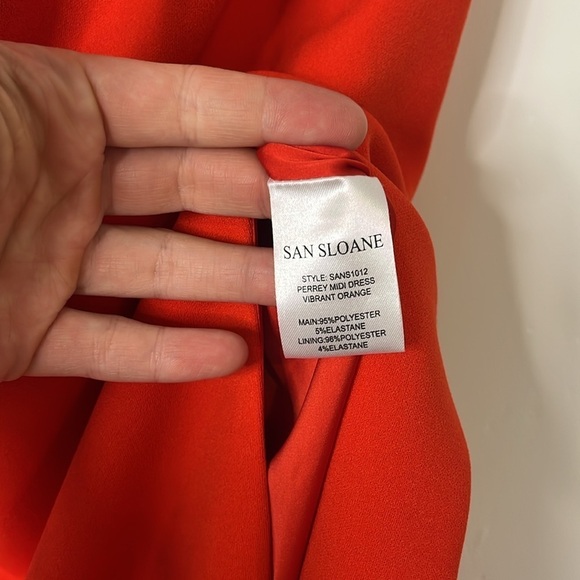 SAN SLOANE
STYLE: SANS1012
PERREY MIDI DRESS
VIBRANT ORANGE
MAIN:95%POLYESTER
5%ELASTANE
LINING:96%POLYESTER
4%ELASTANE